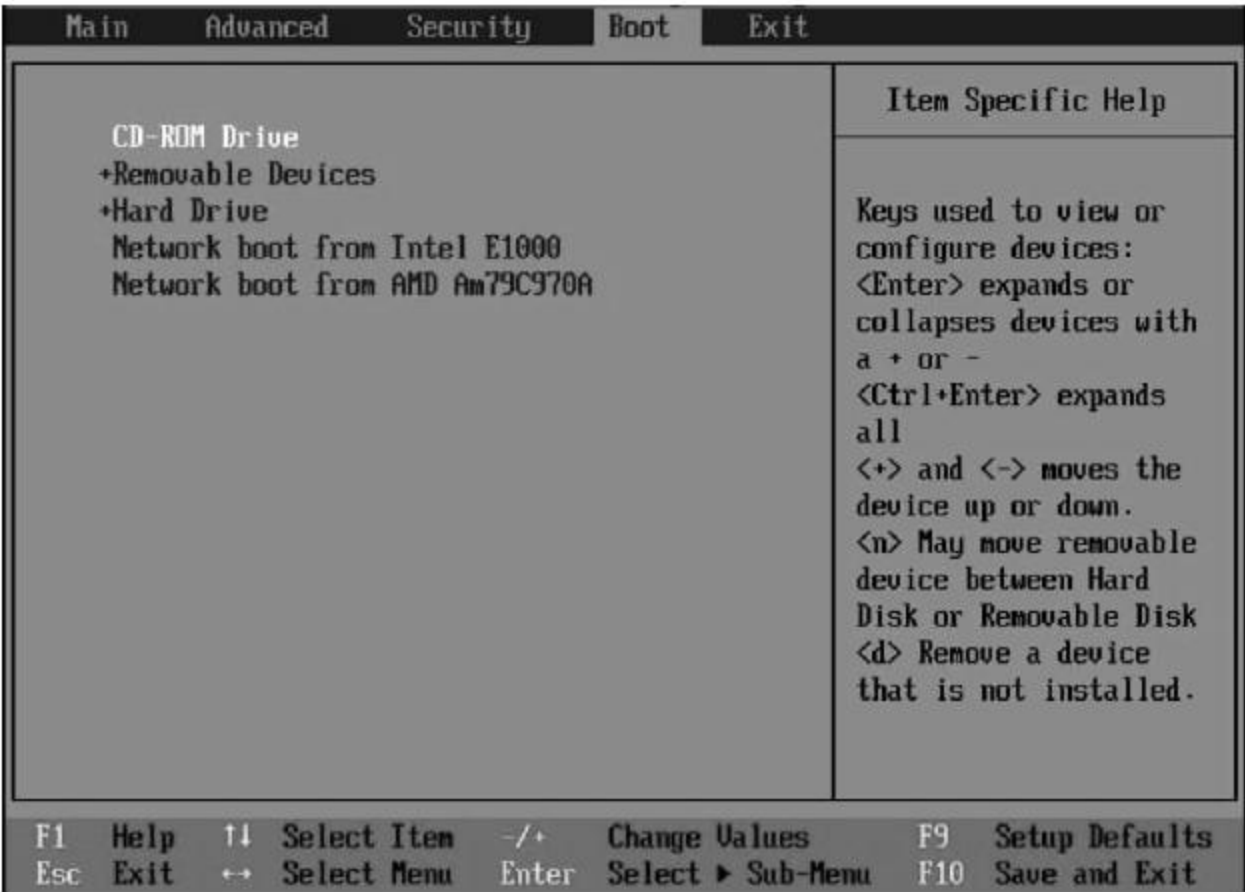 Main Advanced Security Boot Exit
CD-ROM Drive
+Removable Devices
+Hard Drive
Network boot from Intel E1000
Network boot from AMD Am79C970A
Item Specific Help
Keys used to view or
configure devices:
<Enter> expands or
collapses devices with
a + or -
<Ctrl+Enter> expands
all
<+> and <-> moves the
device up or down.
<n> May move removable
device between Hard
Disk or Removable Disk
<d> Remove a device
that is not installed.
F1 Help ↑↓ Select Item -/+ Change Values F9 Setup Defaults
Esc Exit ↔ Select Menu Enter Select ▶ Sub-Menu F10 Save and Exit